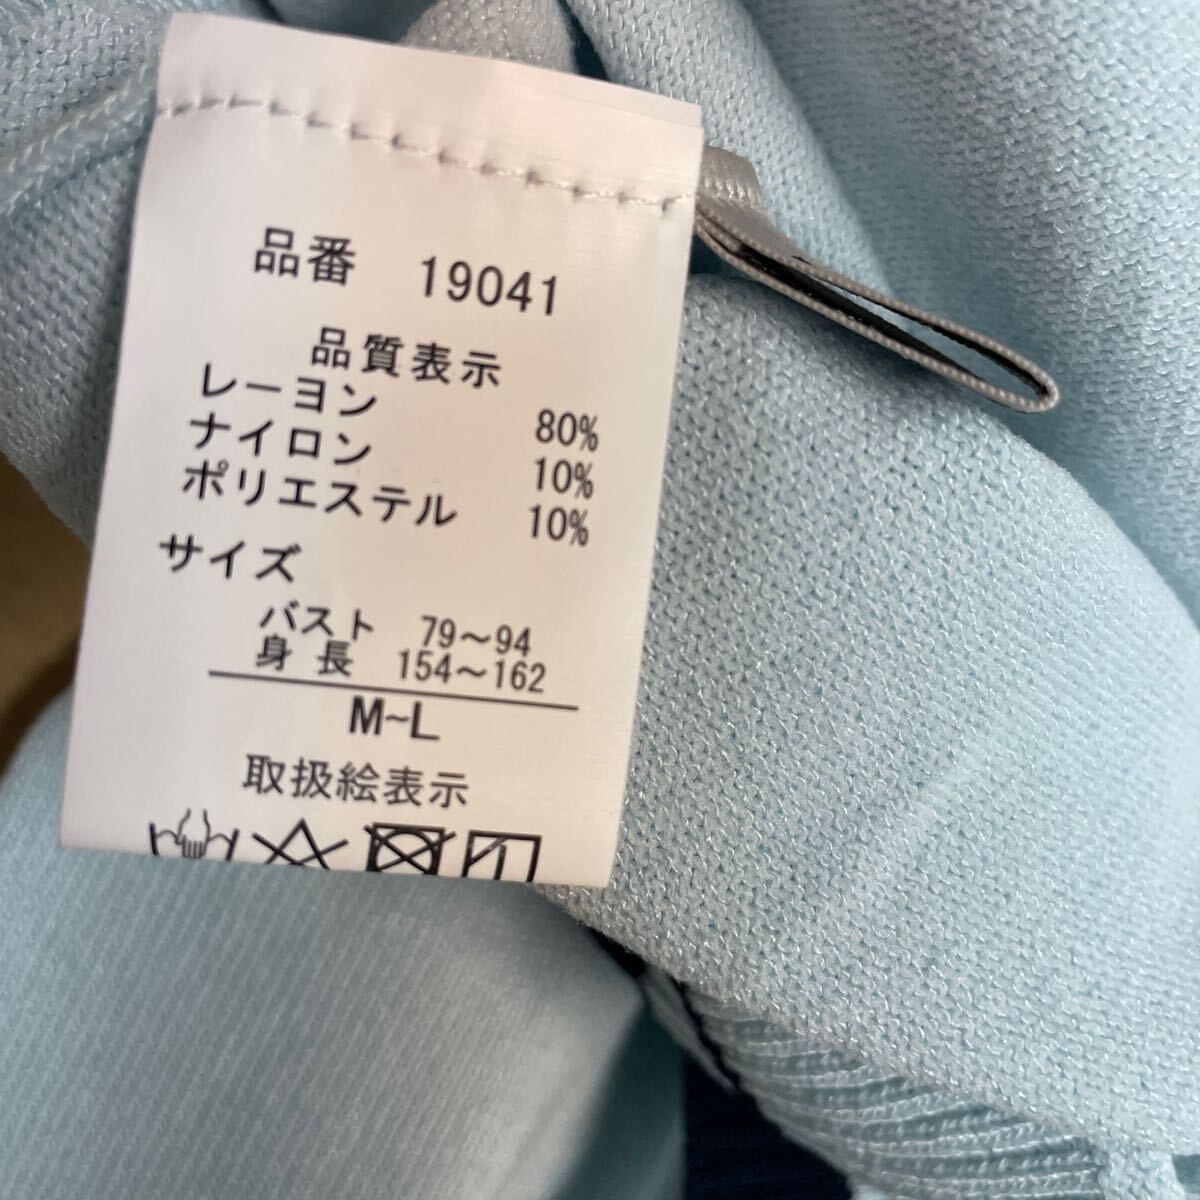 品番 19041
品質表示
レーヨン 80%
ナイロン 10%
ポリエステル 10%
サイズ
バスト 79～94
身長 154～162
M~L
取扱絵表示